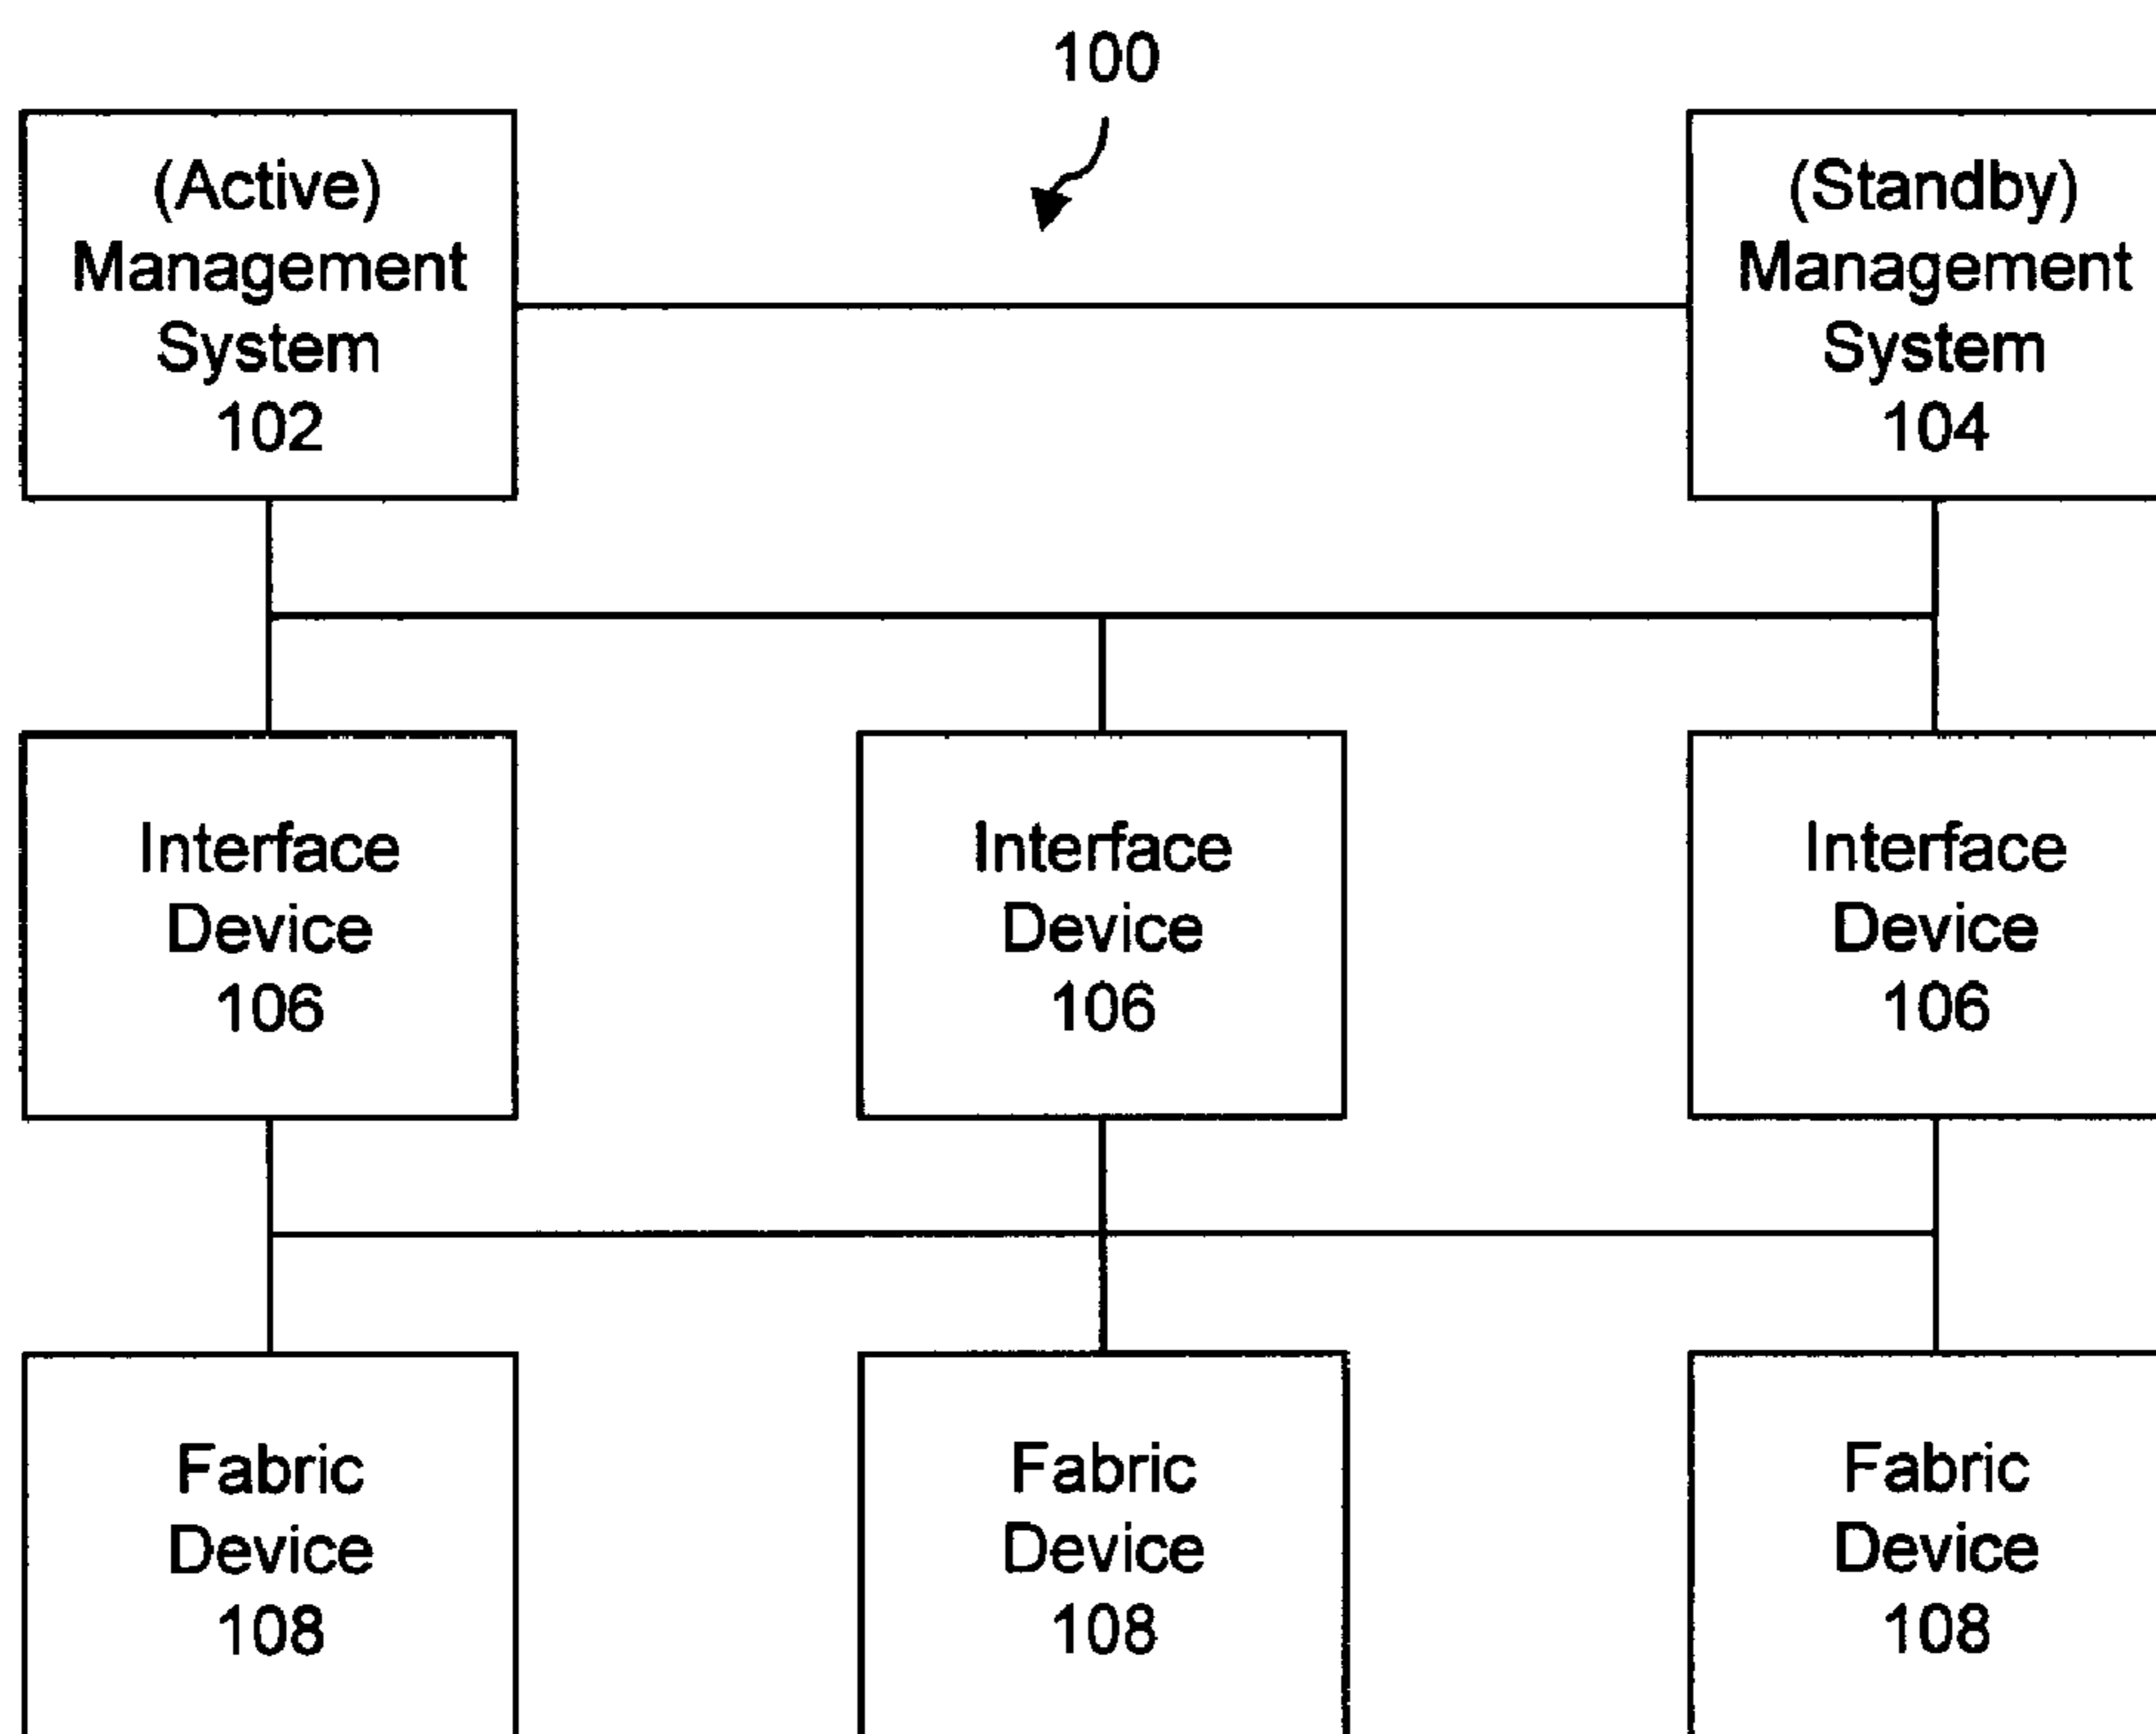 100
(Active)
Management
System
102
(Standby)
Management
System
104
Interface
Device
106
Interface
Device
106
Interface
Device
106
Fabric
Device
108
Fabric
Device
108
Fabric
Device
108